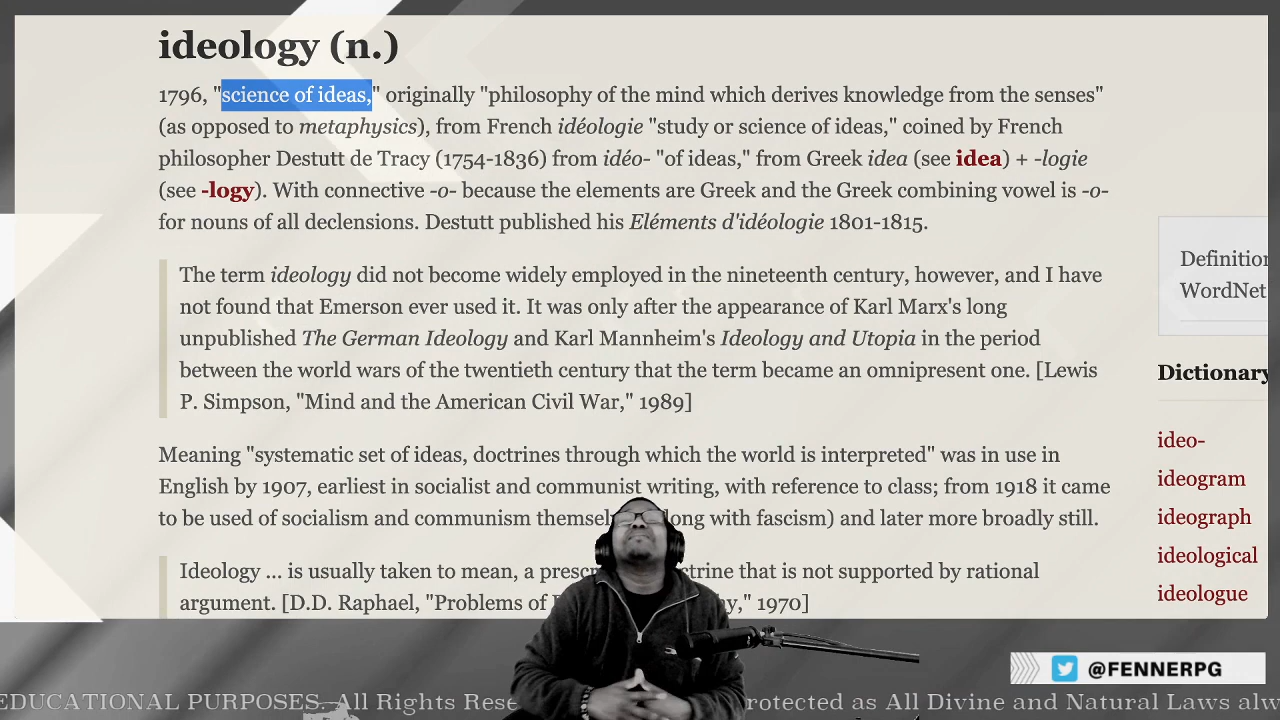 ideology (n.)
1796, "science of ideas," originally "philosophy of the mind which derives knowledge from the senses"
(as opposed to metaphysics), from French idéologie "study or science of ideas," coined by French
philosopher Destutt de Tracy (1754-1836) from idéo- "of ideas," from Greek idea (see idea) + -logie
(see -logy). With connective -o- because the elements are Greek and the Greek combining vowel is -o-
for nouns of all declensions. Destutt published his Eléments d'idéologie 1801-1815.
The term ideology did not become widely employed in the nineteenth century, however, and I have
not found that Emerson ever used it. It was only after the appearance of Karl Marx's long
unpublished The German Ideology and Karl Mannheim's Ideology and Utopia in the period
between the world wars of the twentieth century that the term became an omnipresent one. [Lewis
P. Simpson, "Mind and the American Civil War," 1989]
Meaning "systematic set of ideas, doctrines through which the world is interpreted" was in use in
English by 1907, earliest in socialist and communist writing, with reference to class; from 1918 it came
to be used of socialism and communism themsel long with fascism) and later more broadly still.
Ideology ... is usually taken to mean, a presc trine that is not supported by rational
argument. [D.D. Raphael, "Problems of hy," 1970]
Definition
WordNet
Dictionary
ideo-
ideogram
ideograph
ideological
ideologue
@FENNERPG
EDUCATIONAL PURPOSES. All Rights Rese rotected as All Divine and Natural Laws alw